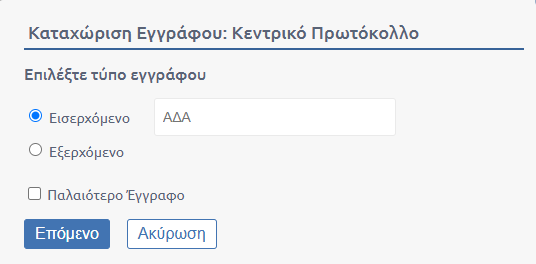 Καταχώριση Εγγράφου: Κεντρικό Πρωτόκολλο
Επιλέξτε τύπο εγγράφου
Εισερχόμενο ΑΔΑ
Εξερχόμενο
Παλαιότερο Έγγραφο
Επόμενο Ακύρωση